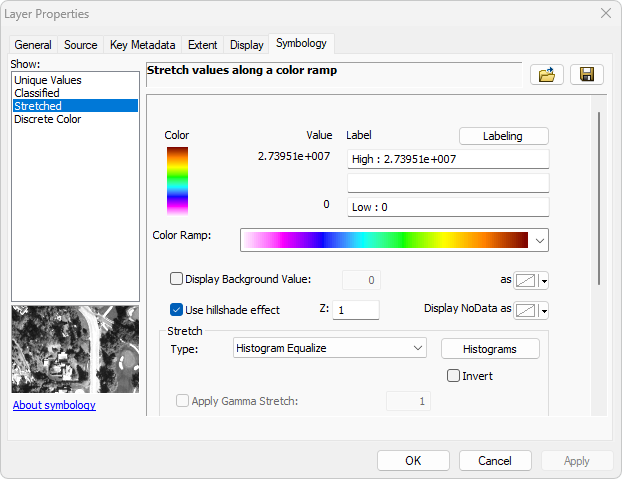 Layer Properties
General Source Key Metadata Extent Display Symbology
Show:
Unique Values
Classified
Stretched
Discrete Color
About symbology
Stretch values along a color ramp
Color Value Label Labeling
2.73951e+007 High : 2.73951e+007
0 Low : 0
Color Ramp:
Display Background Value: 0 as
Use hillshade effect Z: 1 Display NoData as
Stretch
Type: Histogram Equalize Histograms
Invert
Apply Gamma Stretch: 1
OK Cancel Apply